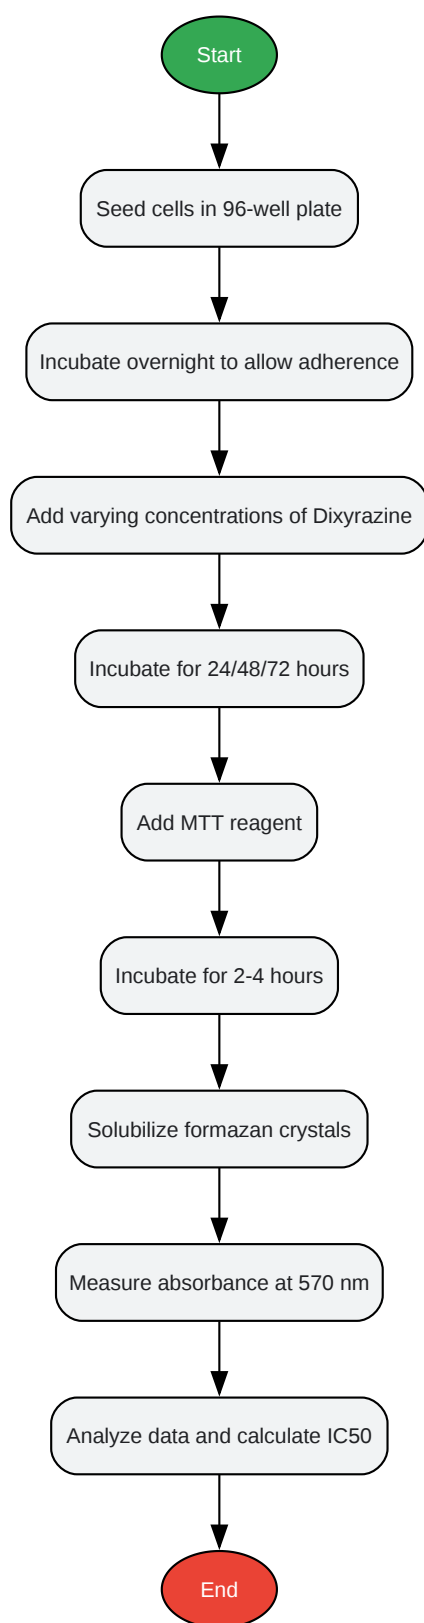 Start
Seed cells in 96-well plate
Incubate overnight to allow adherence
Add varying concentrations of Dixyrazine
Incubate for 24/48/72 hours
Add MTT reagent
Incubate for 2-4 hours
Solubilize formazan crystals
Measure absorbance at 570 nm
Analyze data and calculate IC50
End